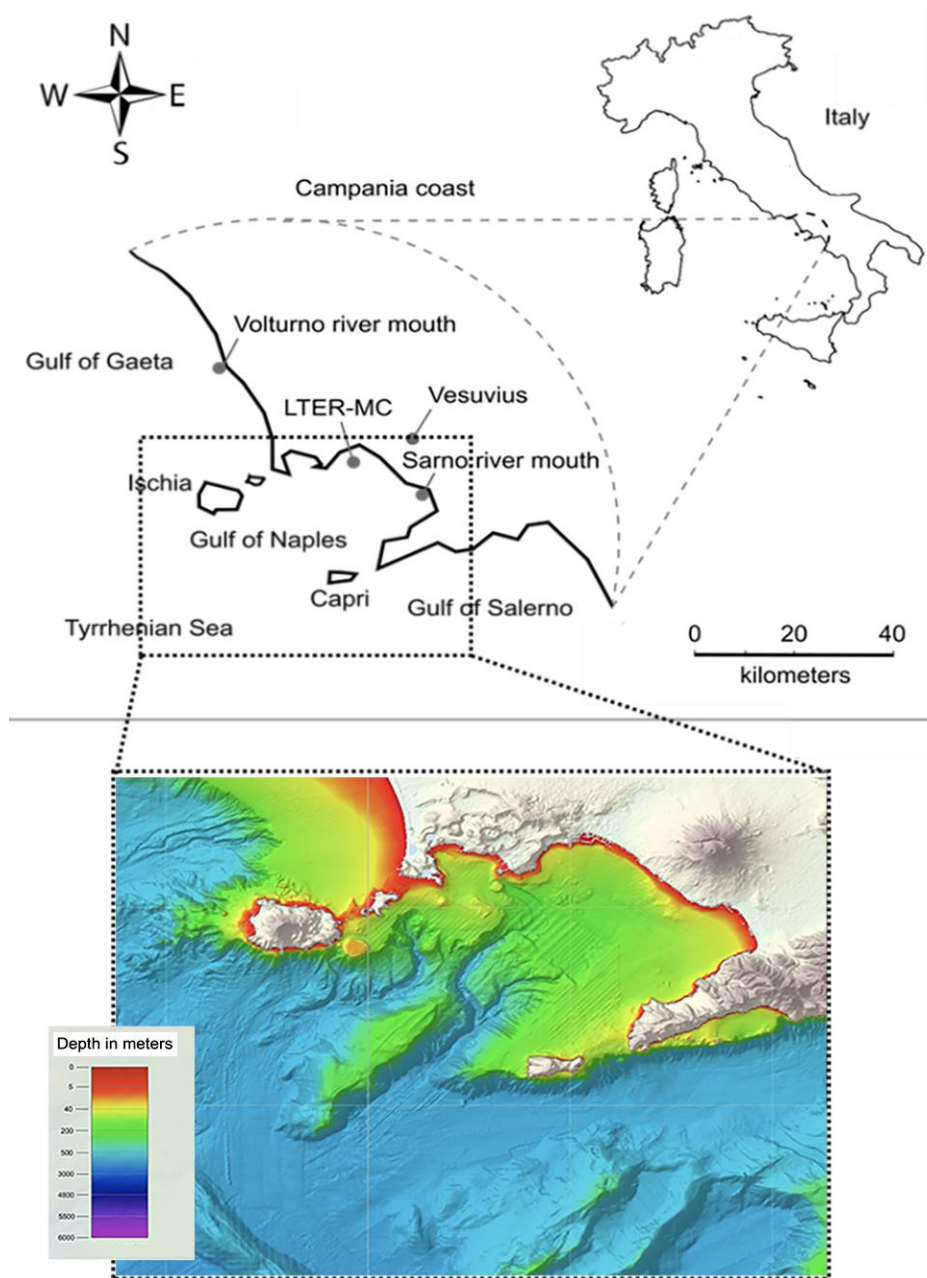 N
W E
S
Italy
Campania coast
Volturno river mouth
Gulf of Gaeta
Vesuvius
LTER-MC
Sarno river mouth
Ischia
Gulf of Naples
Capri
Gulf of Salerno
Tyrrhenian Sea
0 20 40
kilometers
Depth in meters
0
5
40
200
500
3000
4800
5500
6000